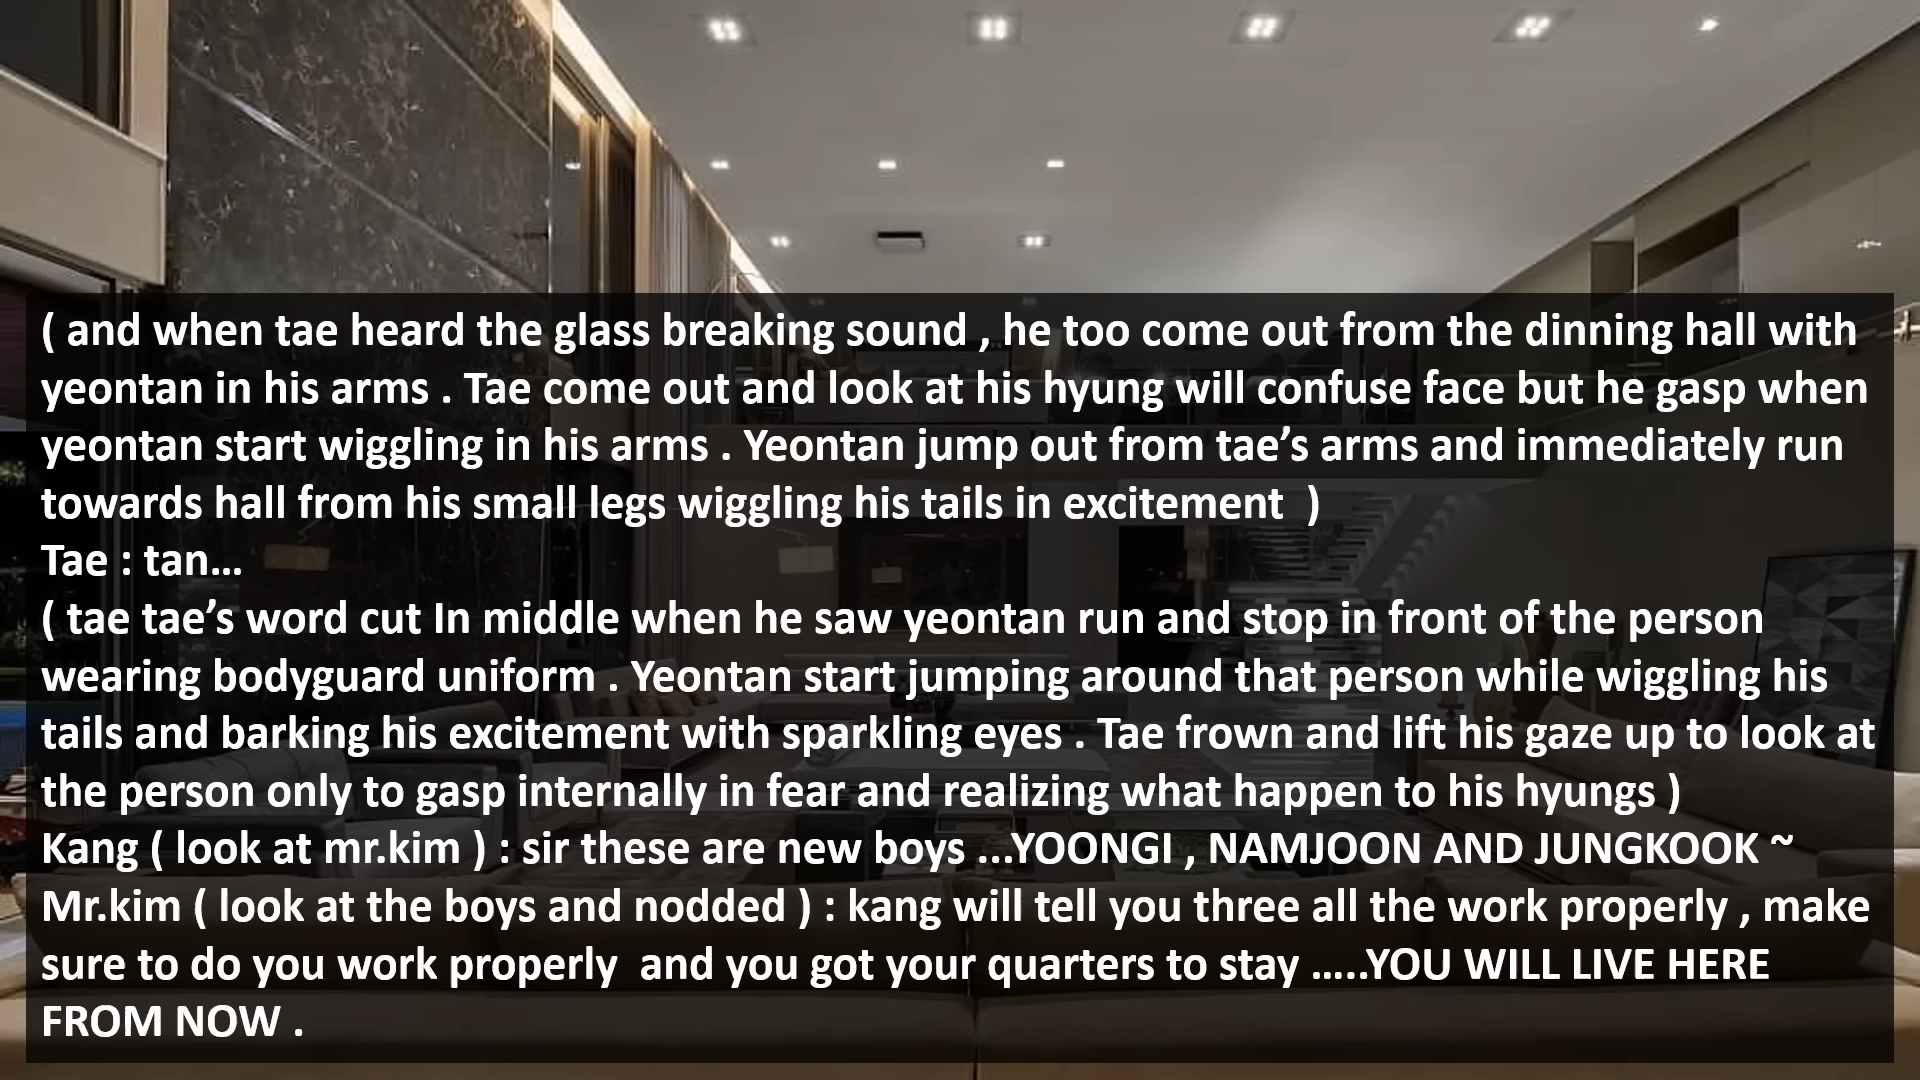 ( and when tae heard the glass breaking sound , he too come out from the dinning hall with
yeontan in his arms . Tae come out and look at his hyung will confuse face but he gasp when
yeontan start wiggling in his arms . Yeontan jump out from tae’s arms and immediately run
towards hall from his small legs wiggling his tails in excitement  )
Tae : tan…
( tae tae’s word cut In middle when he saw yeontan run and stop in front of the person
wearing bodyguard uniform . Yeontan start jumping around that person while wiggling his
tails and barking his excitement with sparkling eyes . Tae frown and lift his gaze up to look at
the person only to gasp internally in fear and realizing what happen to his hyungs )
Kang ( look at mr.kim ) : sir these are new boys …YOONGI , NAMJOON AND JUNGKOOK ~
Mr.kim ( look at the boys and nodded ) : kang will tell you three all the work properly , make
sure to do you work properly  and you got your quarters to stay …..YOU WILL LIVE HERE
FROM NOW .